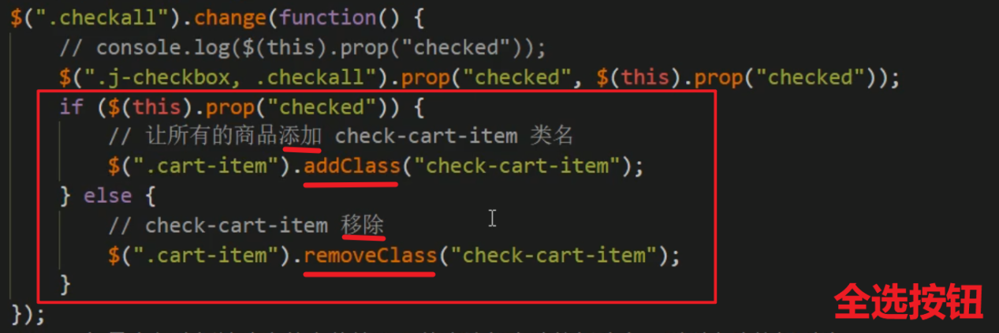 $(".checkall").change(function() {
// console.log($(this).prop("checked"));
$(".j-checkbox, .checkall").prop("checked", $(this).prop("checked"));
if ($(this).prop("checked")) {
// 让所有的商品添加 check-cart-item 类名
$(".cart-item").addClass("check-cart-item");
} else {
// check-cart-item 移除
$(".cart-item").removeClass("check-cart-item");
}
});
全选按钮